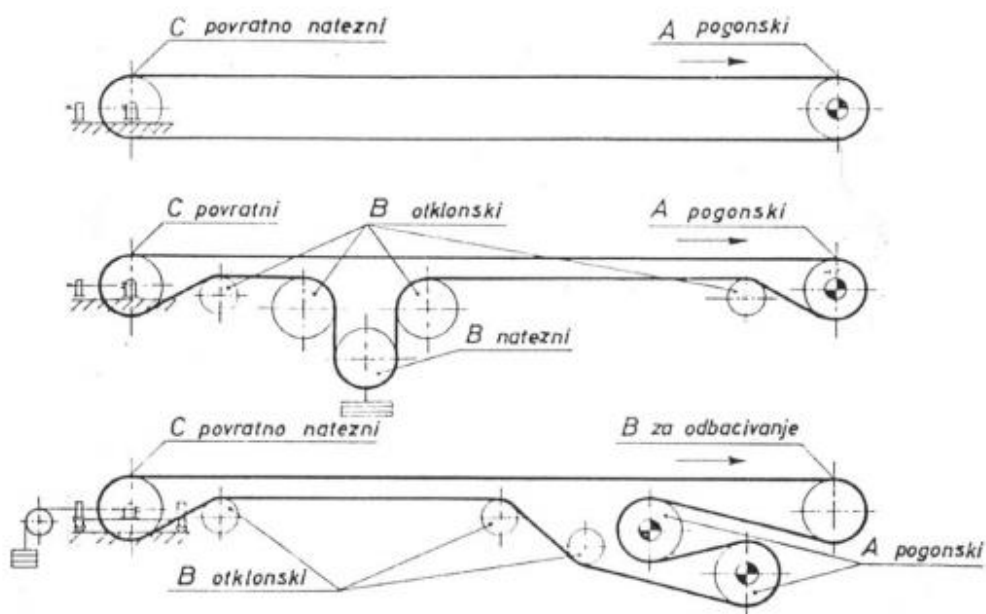 C povratno natezni
A pogonski
C povratni
B otklonski
A pogonski
B natezni
C povratno natezni
B za odbacivanje
B otklonski
A pogonski